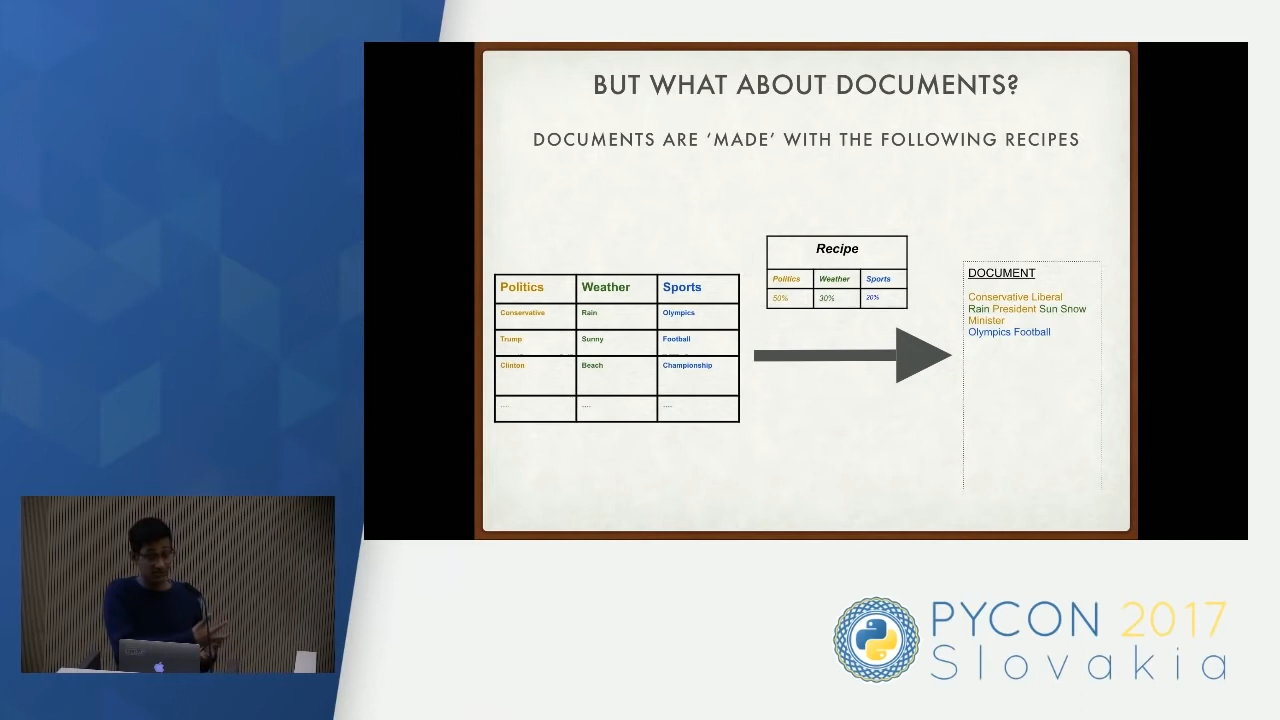 BUT WHAT ABOUT DOCUMENTS?
DOCUMENTS ARE ‘MADE’ WITH THE FOLLOWING RECIPES
Politics Weather Sports
Conservative Rain Olympics
Trump Sunny Football
Clinton Beach Championship
.... .... ....
Recipe
Politics Weather Sports
50% 30% 20%
DOCUMENT
Conservative Liberal
Rain President Sun Snow
Minister
Olympics Football
PYCON 2017
Slovakia